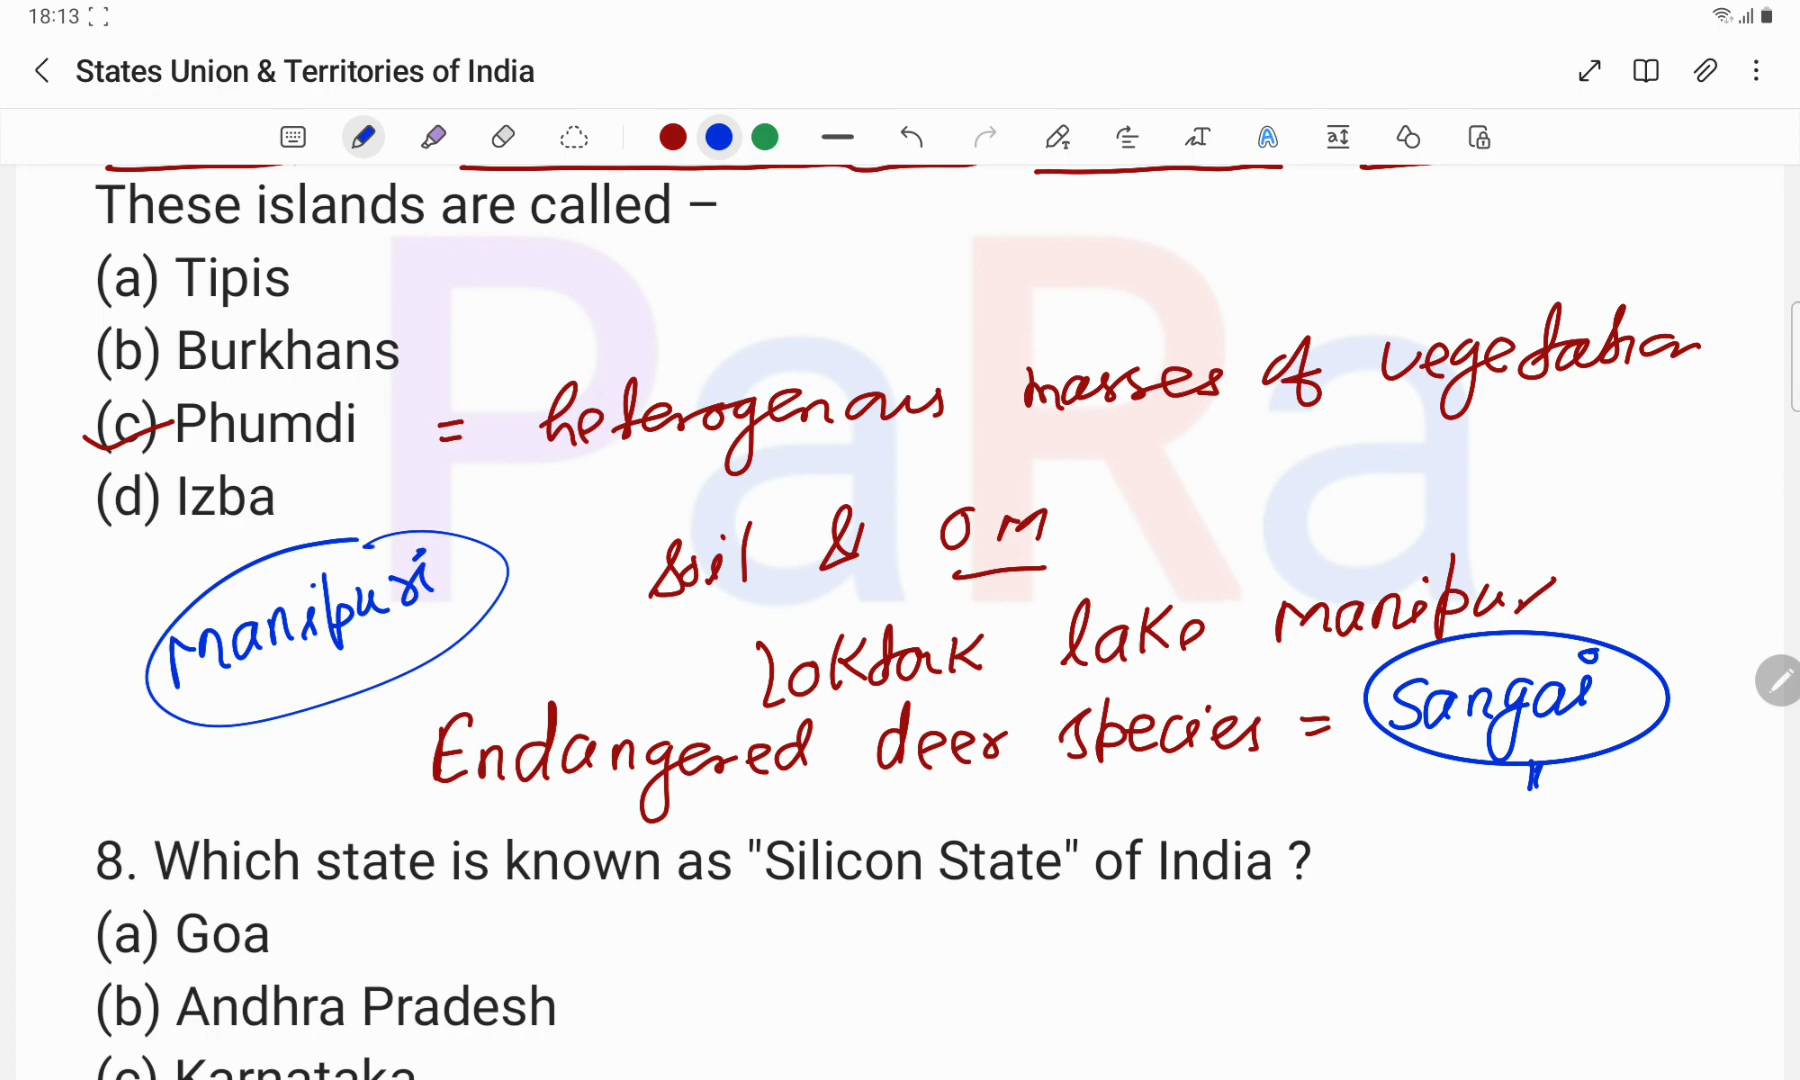 18:13
States Union & Territories of India
These islands are called –
(a) Tipis
(b) Burkhans
(c) Phumdi = heterogenous masses of vegetation
(d) Izba
soil & OM
Manipuri
Loktak lake Manipur
Endangered deer species = Sangai
8. Which state is known as "Silicon State" of India ?
(a) Goa
(b) Andhra Pradesh
(c) Karnataka
PaRa